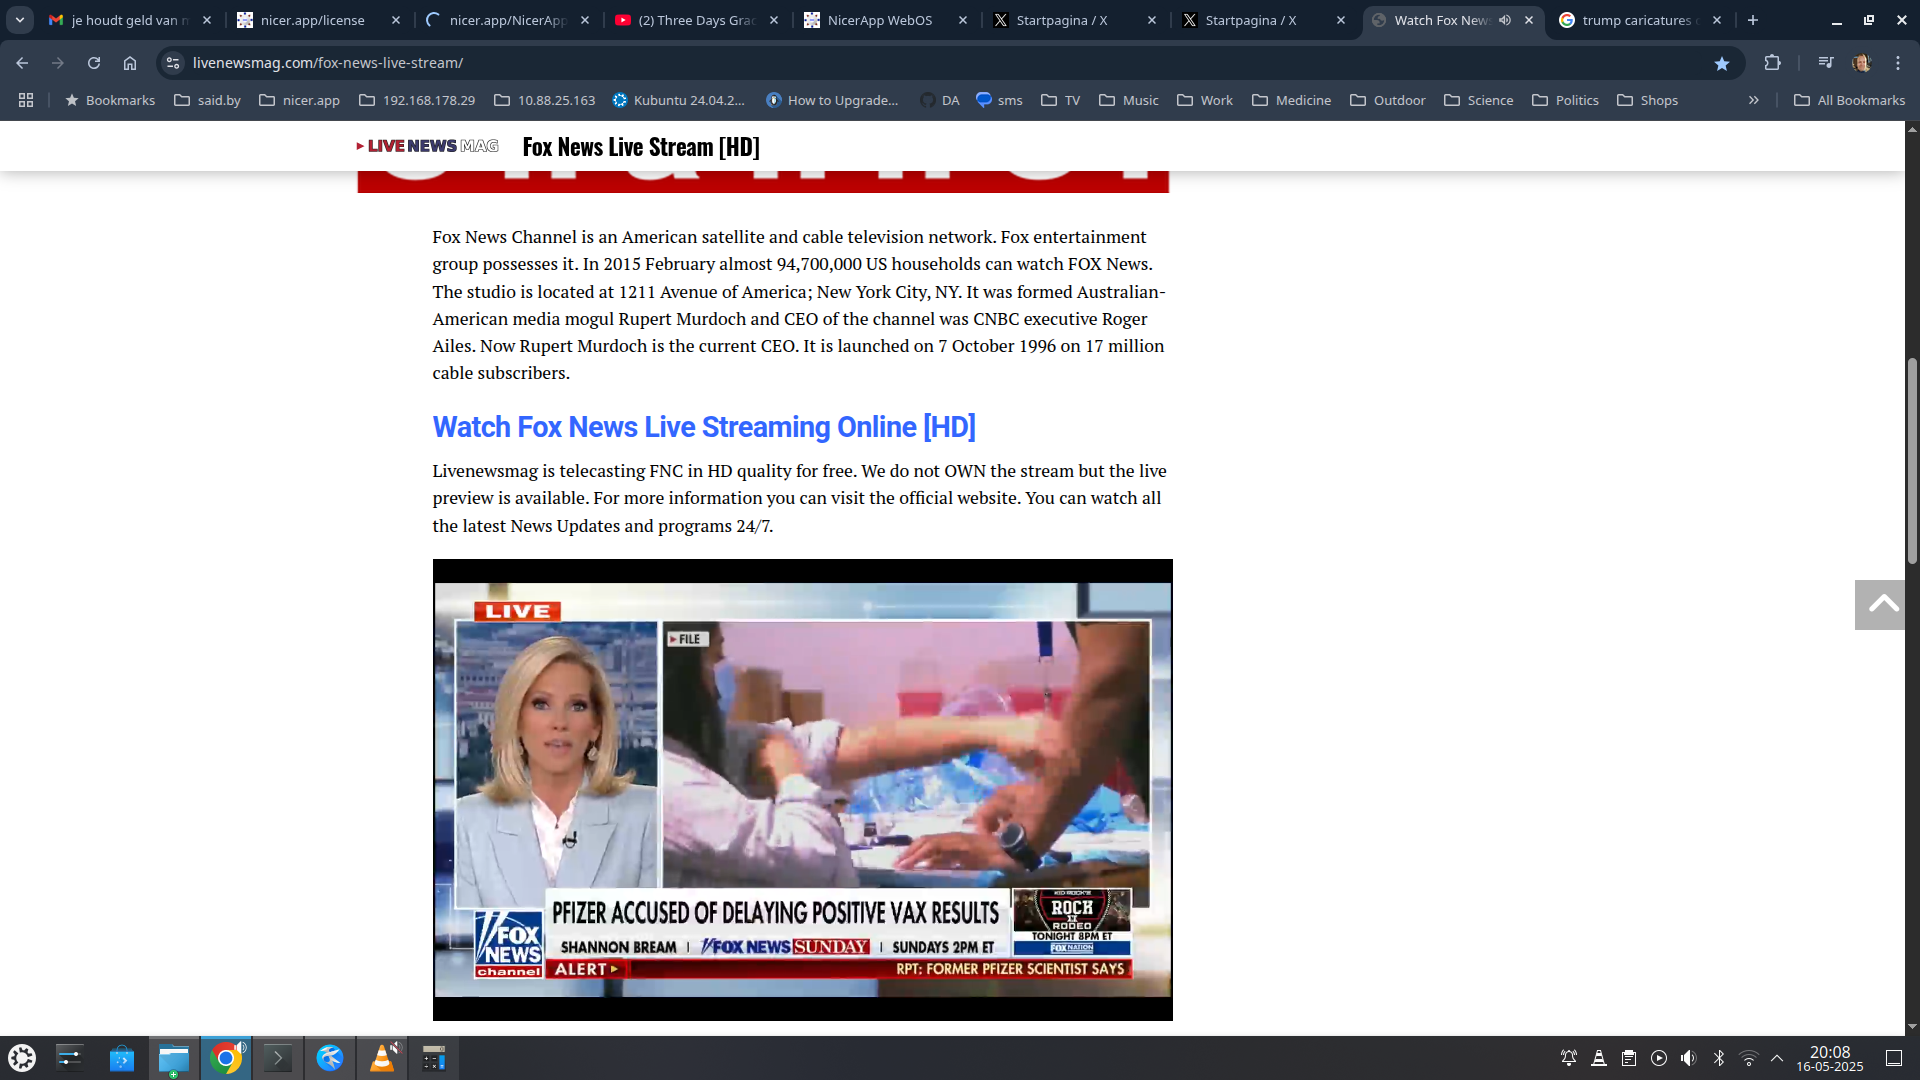 je houdt geld van m
nicer.app/license
nicer.app/NicerApp
(2) Three Days Grac
NicerApp WebOS
Startpagina / X
Startpagina / X
Watch Fox News
trump caricatures c
livenewsmag.com/fox-news-live-stream/
Bookmarks
said.by
nicer.app
192.168.178.29
10.88.25.163
Kubuntu 24.04.2...
How to Upgrade...
DA
sms
TV
Music
Work
Medicine
Outdoor
Science
Politics
Shops
All Bookmarks
LIVE NEWS MAG
Fox News Live Stream [HD]
Fox News Channel is an American satellite and cable television network. Fox entertainment
group possesses it. In 2015 February almost 94,700,000 US households can watch FOX News.
The studio is located at 1211 Avenue of America; New York City, NY. It was formed Australian-
American media mogul Rupert Murdoch and CEO of the channel was CNBC executive Roger
Ailes. Now Rupert Murdoch is the current CEO. It is launched on 7 October 1996 on 17 million
cable subscribers.
Watch Fox News Live Streaming Online [HD]
Livenewsmag is telecasting FNC in HD quality for free. We do not OWN the stream but the live
preview is available. For more information you can visit the official website. You can watch all
the latest News Updates and programs 24/7.
LIVE
FILE
PFIZER ACCUSED OF DELAYING POSITIVE VAX RESULTS
SHANNON BREAM | FOX NEWS SUNDAY | SUNDAYS 2PM ET
KID ROCK'S
ROCK
RODEO
TONIGHT 8PM ET
FOX NATION
FOX
NEWS
channel
ALERT
RPT: FORMER PFIZER SCIENTIST SAYS
20:08
16-05-2025